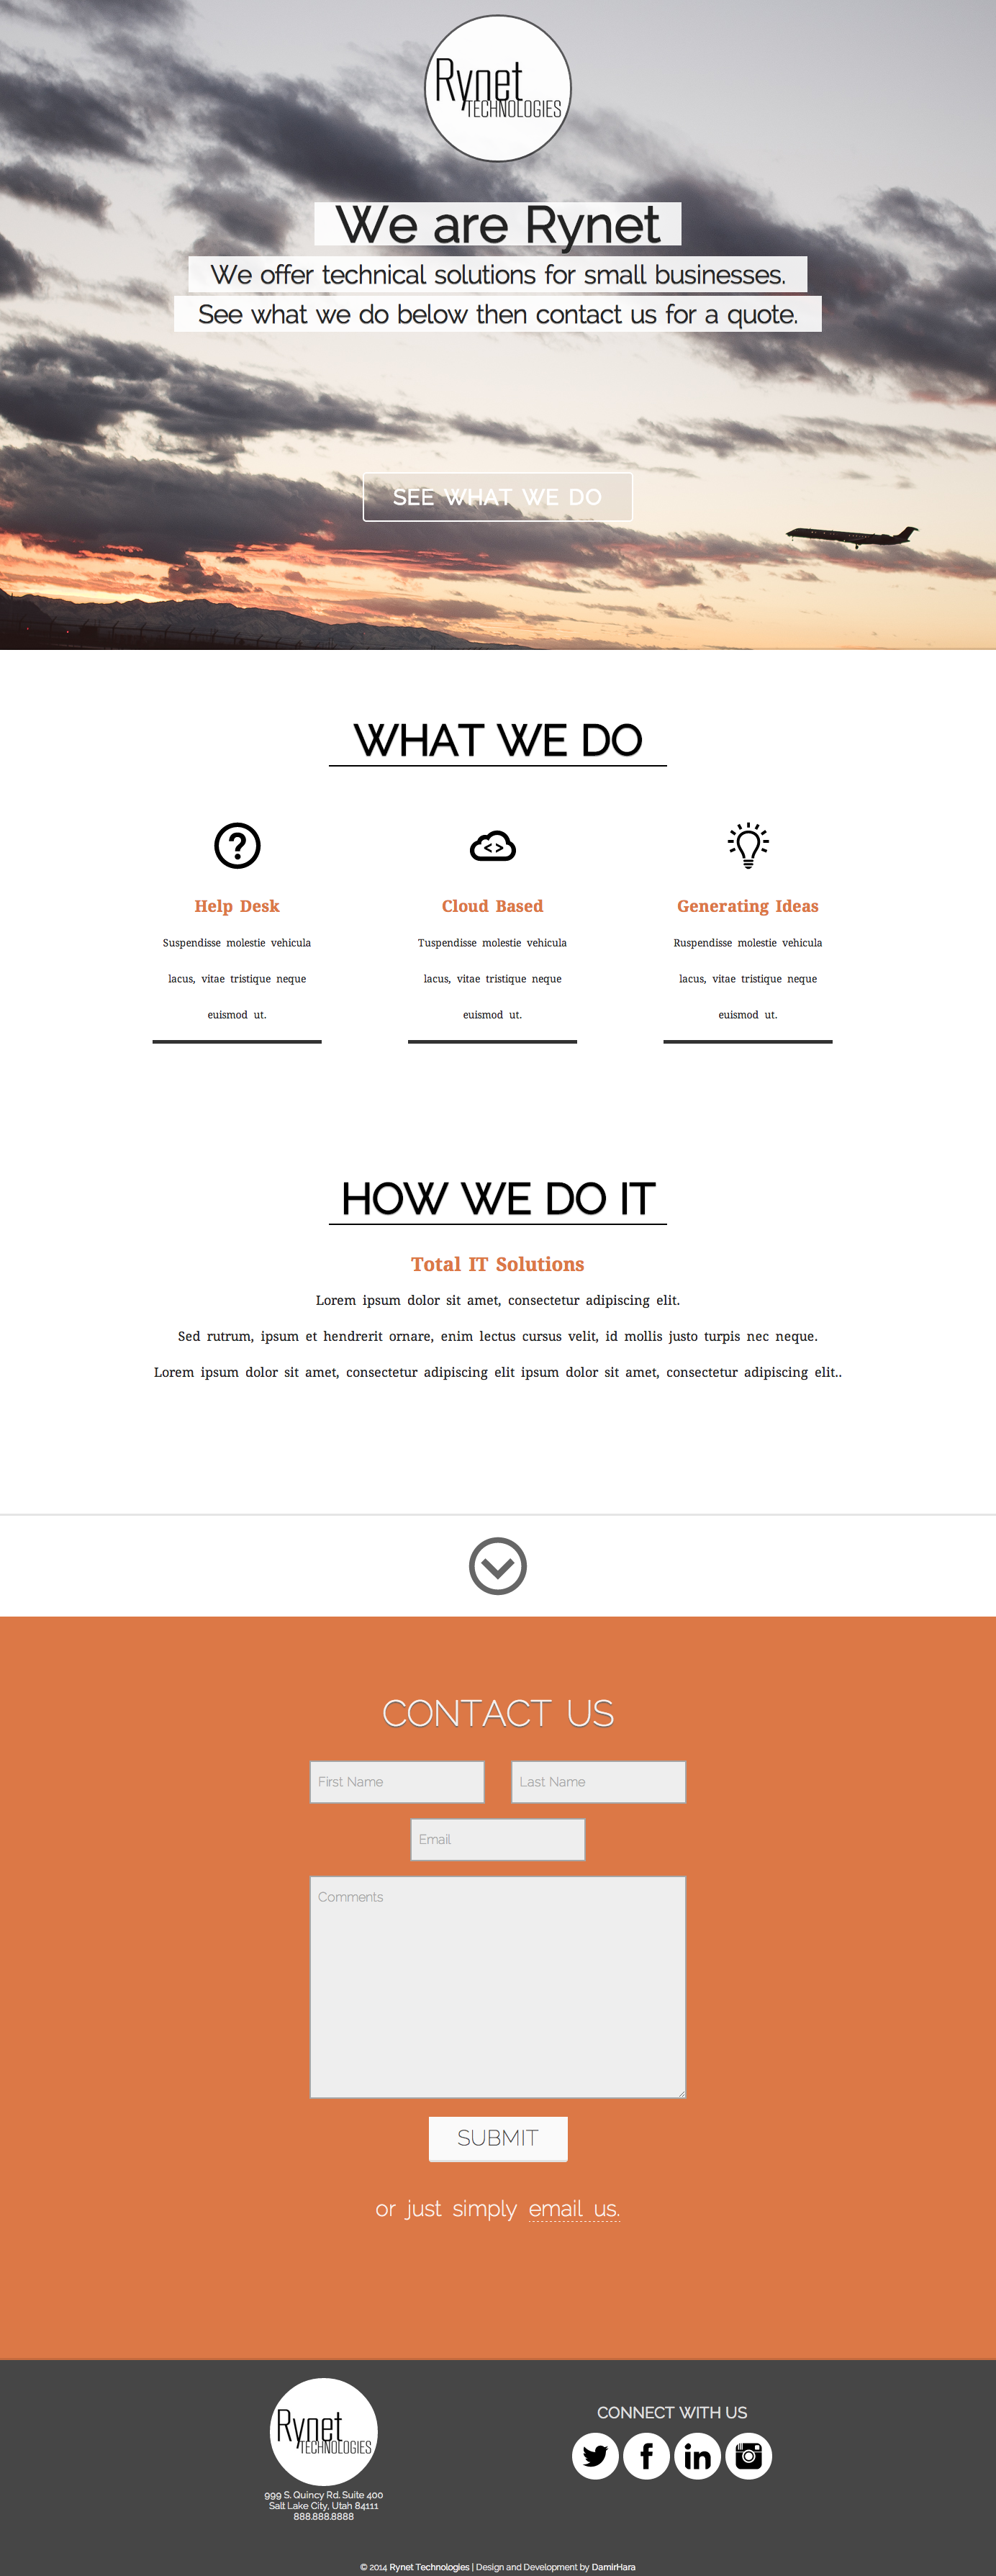 Rynet
TECHNOLOGIES
We are Rynet
We offer technical solutions for small businesses.
See what we do below then contact us for a quote.
SEE WHAT WE DO
WHAT WE DO
Help Desk
Suspendisse molestie vehicula
lacus, vitae tristique neque
euismod ut.
Cloud Based
Tuspendisse molestie vehicula
lacus, vitae tristique neque
euismod ut.
Generating Ideas
Ruspendisse molestie vehicula
lacus, vitae tristique neque
euismod ut.
HOW WE DO IT
Total IT Solutions
Lorem ipsum dolor sit amet, consectetur adipiscing elit.
Sed rutrum, ipsum et hendrerit ornare, enim lectus cursus velit, id mollis justo turpis nec neque.
Lorem ipsum dolor sit amet, consectetur adipiscing elit ipsum dolor sit amet, consectetur adipiscing elit..
CONTACT US
First Name
Last Name
Email
Comments
SUBMIT
or just simply email us.
Rynet
TECHNOLOGIES
999 S. Quincy Rd. Suite 400
Salt Lake City, Utah 84111
888.888.8888
CONNECT WITH US
© 2014 Rynet Technologies | Design and Development by DamirHara